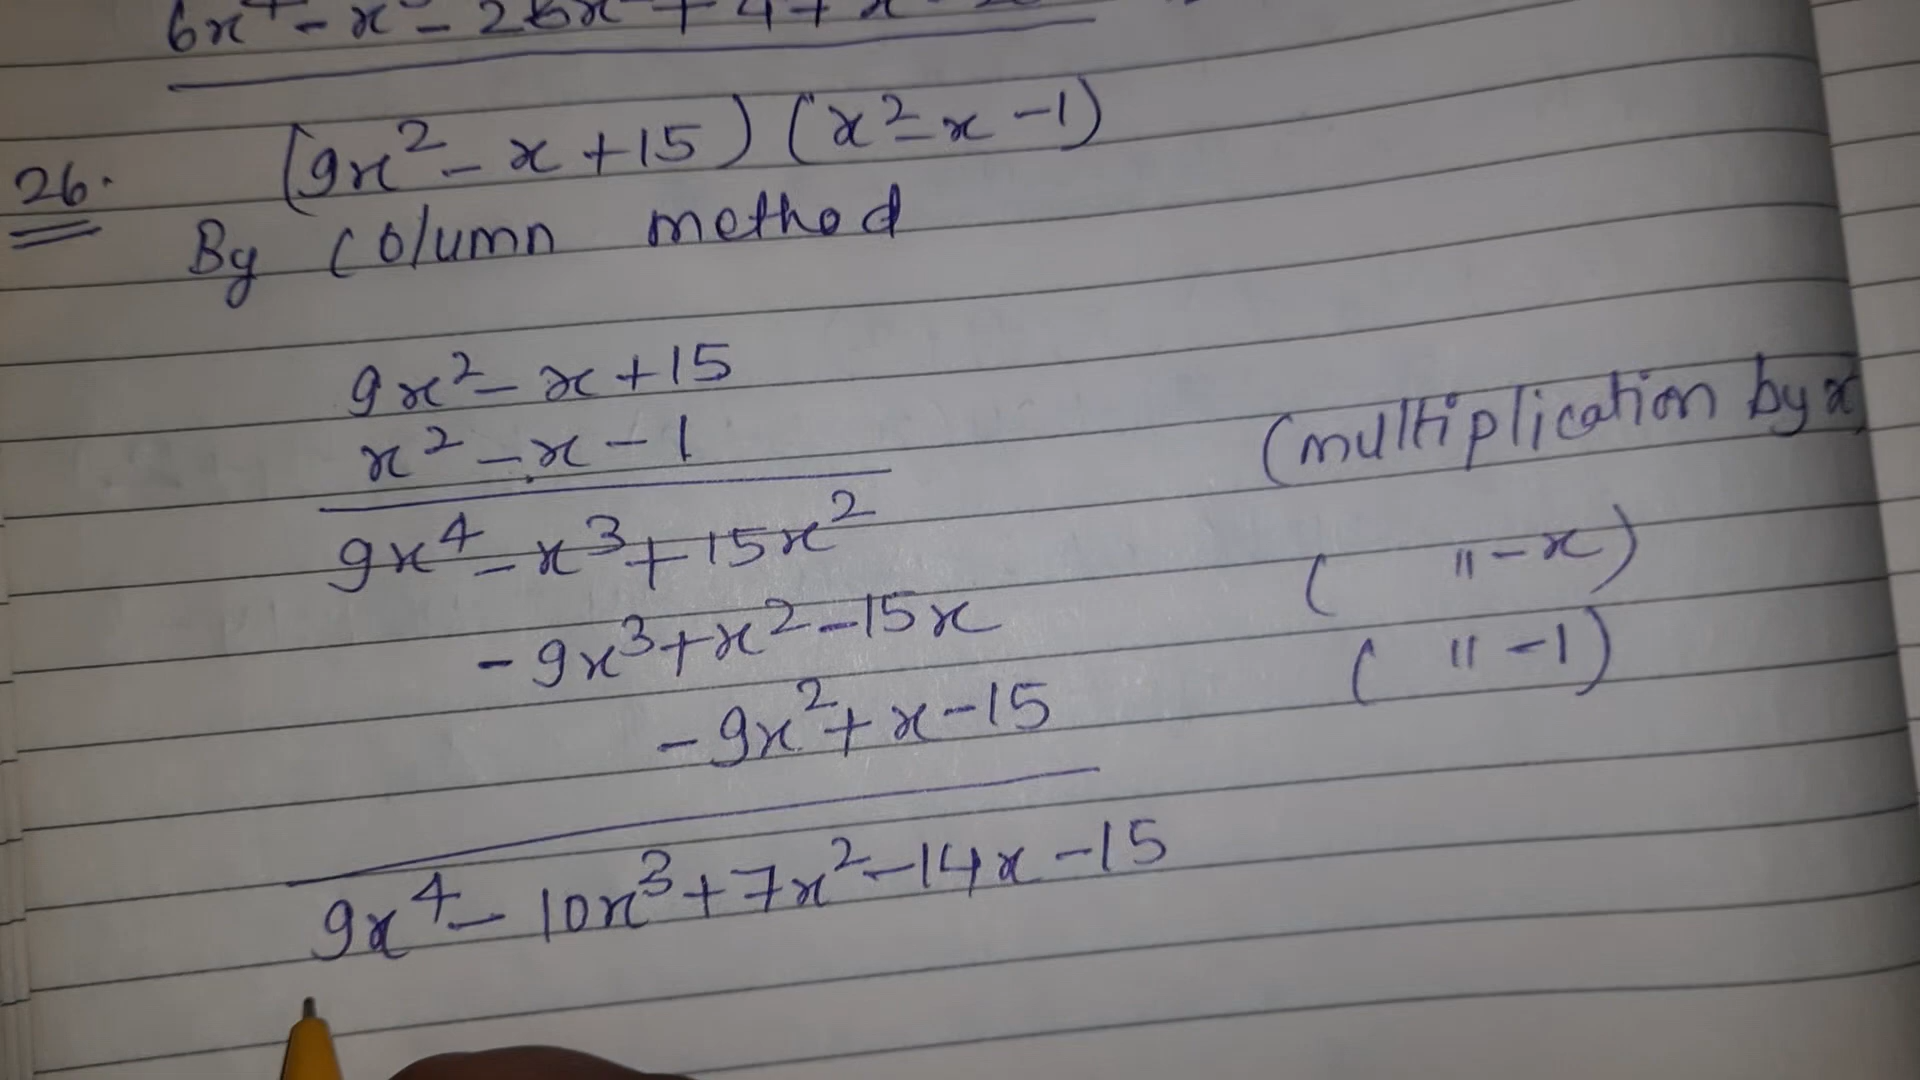 26. (9x² - x + 15) (x² - x - 1)
By Column method
9x² - x + 15
x² - x - 1 (multiplication by x
9x⁴ - x³ + 15x²
- 9x³ + x² - 15x ( " - x)
- 9x² + x - 15 ( " - 1)
9x⁴ - 10x³ + 7x² - 14x - 15